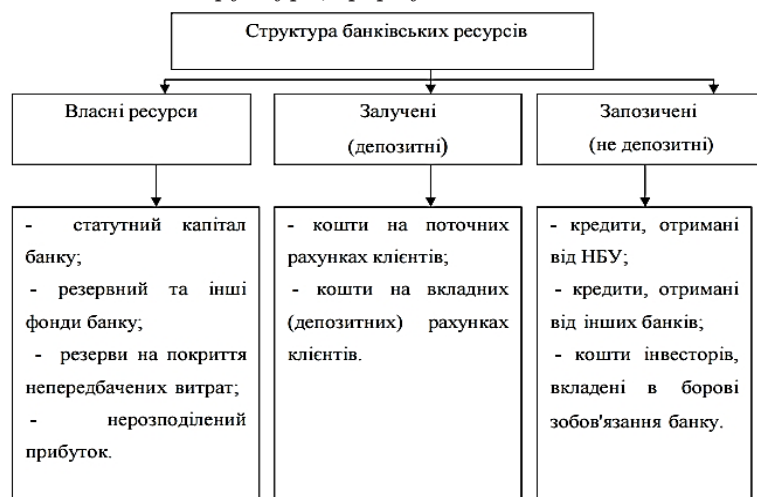 Структура банківських ресурсів
Власні ресурси
Залучені
(депозитні)
Запозичені
(не депозитні)
- статутний капітал
банку;
- резервний та інші
фонди банку;
- резерви на покриття
непередбачених витрат;
- нерозподілений
прибуток.
- кошти на поточних
рахунках клієнтів;
- кошти на вкладних
(депозитних) рахунках
клієнтів.
- кредити, отримані
від НБУ;
- кредити, отримані
від інших банків;
- кошти інвесторів,
вкладені в борові
зобов'язання банку.